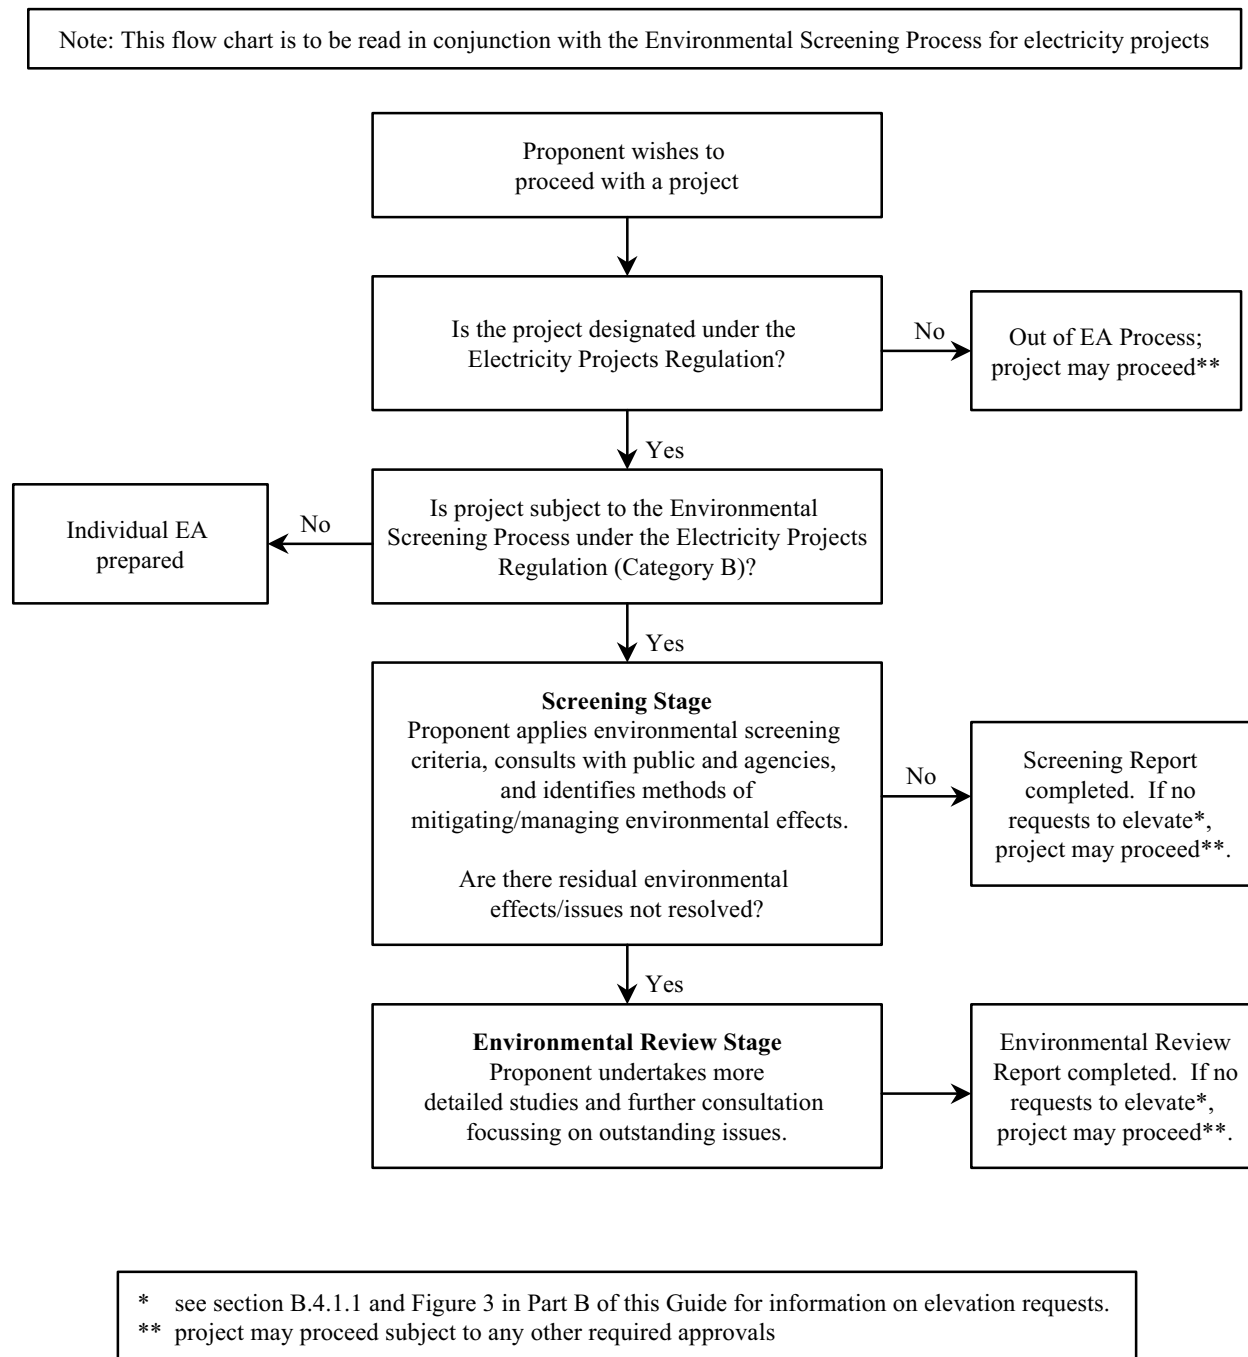 Note: This flow chart is to be read in conjunction with the Environmental Screening Process for electricity projects
Proponent wishes to
proceed with a project
Is the project designated under the
Electricity Projects Regulation?
No
Out of EA Process;
project may proceed**
Yes
Is project subject to the Environmental
Screening Process under the Electricity Projects
Regulation (Category B)?
No
Individual EA
prepared
Yes
Screening Stage
Proponent applies environmental screening
criteria, consults with public and agencies,
and identifies methods of
mitigating/managing environmental effects.
Are there residual environmental
effects/issues not resolved?
No
Screening Report
completed.  If no
requests to elevate*,
project may proceed**.
Yes
Environmental Review Stage
Proponent undertakes more
detailed studies and further consultation
focussing on outstanding issues.
Environmental Review
Report completed.  If no
requests to elevate*,
project may proceed**.
* see section B.4.1.1 and Figure 3 in Part B of this Guide for information on elevation requests.
** project may proceed subject to any other required approvals